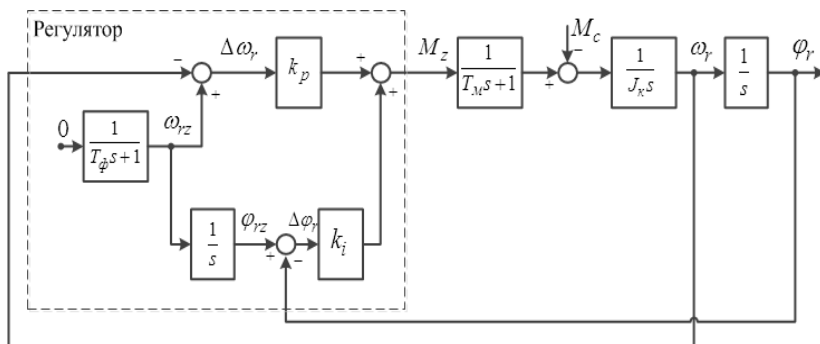 Регулятор
−
Δω_r
k_p
+
+
M_z
1/(T_м s+1)
+
M_c
−
1/(J_к s)
ω_r
1/s
φ_r
+
0
1/(T_ф s+1)
ω_rz
1/s
φ_rz
+
−
Δφ_r
k_i